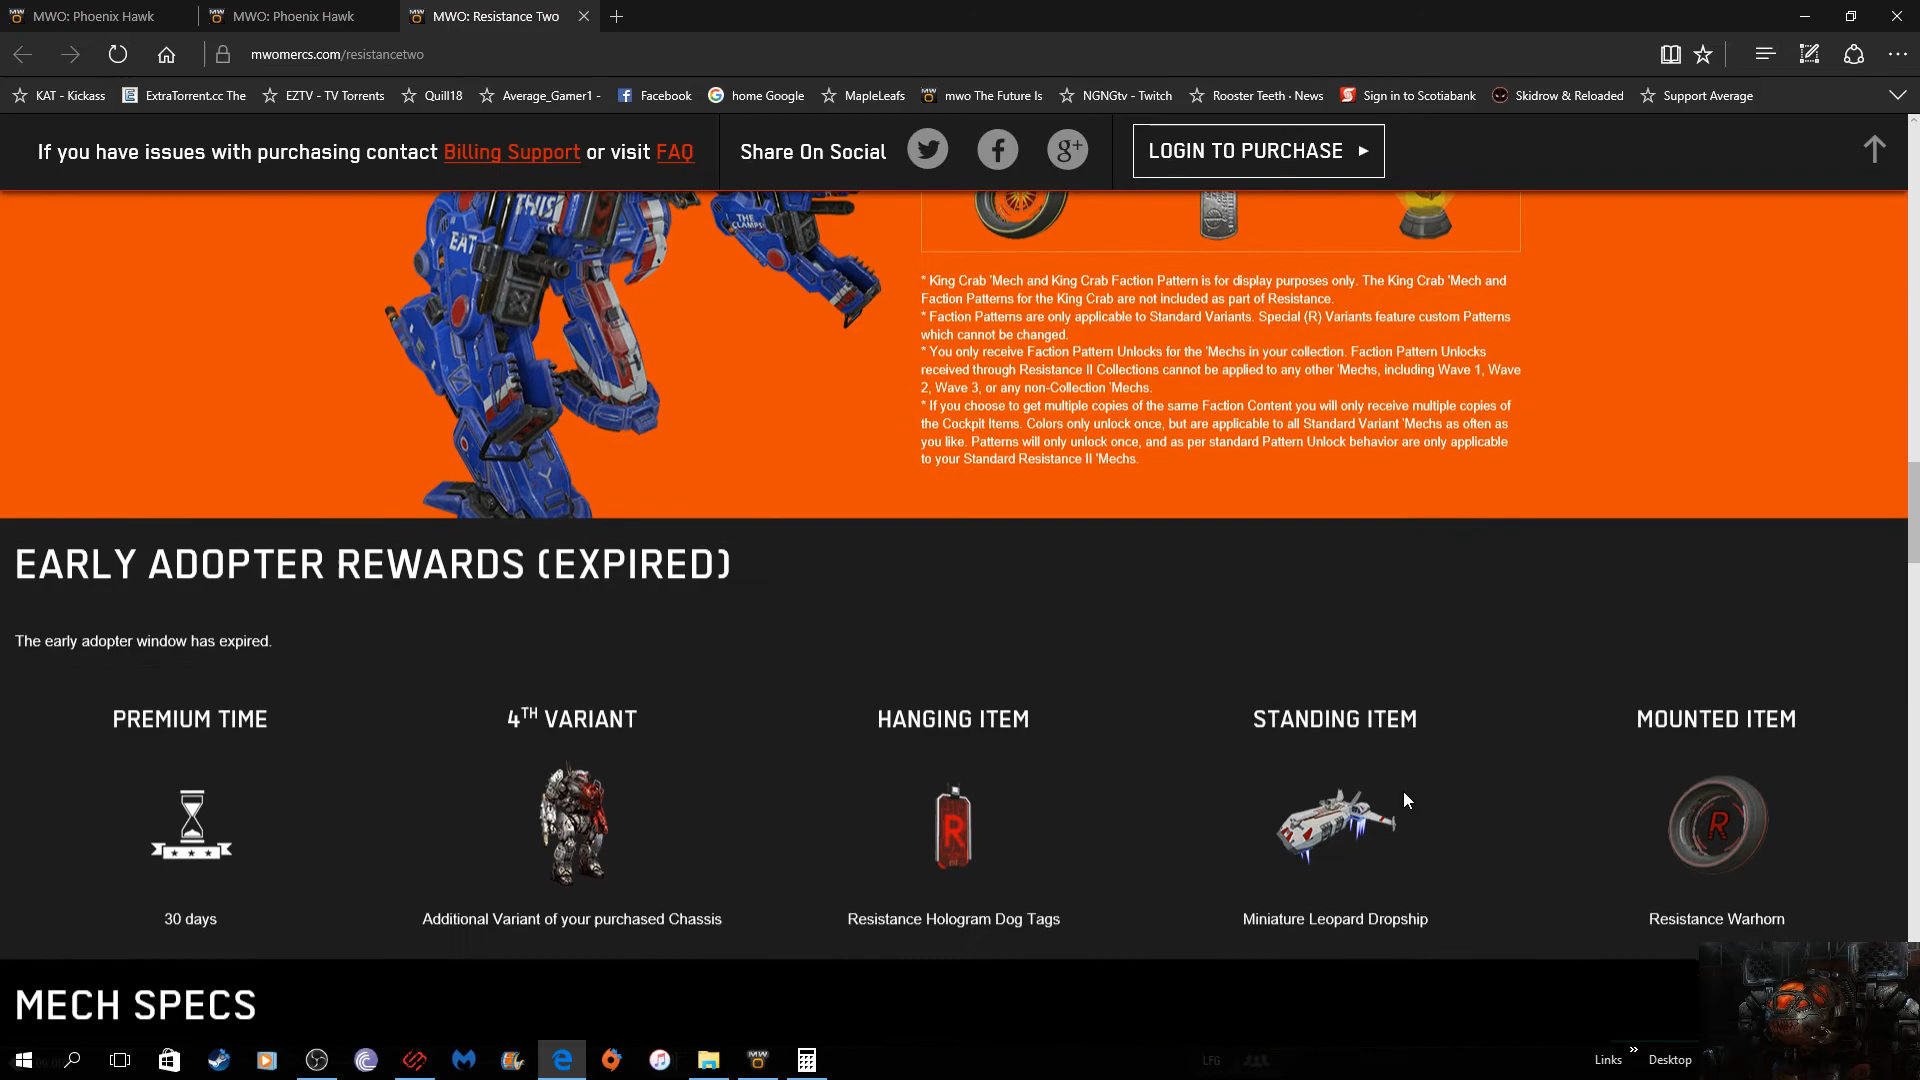 MWO: Phoenix Hawk
MWO: Phoenix Hawk
MWO: Resistance Two
mwomercs.com/resistancetwo
KAT - Kickass
ExtraTorrent.cc The
EZTV - TV Torrents
Quill18
Average_Gamer1 -
Facebook
home Google
MapleLeafs
mwo The Future Is
NGNGtv - Twitch
Rooster Teeth · News
Sign in to Scotiabank
Skidrow & Reloaded
Support Average
If you have issues with purchasing contact Billing Support or visit FAQ
Share On Social
g+
LOGIN TO PURCHASE
THIS
EAT
THE
CLAMPS
* King Crab 'Mech and King Crab Faction Pattern is for display purposes only. The King Crab 'Mech and
Faction Patterns for the King Crab are not included as part of Resistance.
* Faction Patterns are only applicable to Standard Variants. Special (R) Variants feature custom Patterns
which cannot be changed.
* You only receive Faction Pattern Unlocks for the 'Mechs in your collection. Faction Pattern Unlocks
received through Resistance II Collections cannot be applied to any other 'Mechs, including Wave 1, Wave
2, Wave 3, or any non-Collection 'Mechs.
* If you choose to get multiple copies of the same Faction Content you will only receive multiple copies of
the Cockpit Items. Colors only unlock once, but are applicable to all Standard Variant 'Mechs as often as
you like. Patterns will only unlock once, and as per standard Pattern Unlock behavior are only applicable
to your Standard Resistance II 'Mechs.
EARLY ADOPTER REWARDS (EXPIRED)
The early adopter window has expired.
PREMIUM TIME
4TH VARIANT
HANGING ITEM
STANDING ITEM
MOUNTED ITEM
R
R
30 days
Additional Variant of your purchased Chassis
Resistance Hologram Dog Tags
Miniature Leopard Dropship
Resistance Warhorn
MECH SPECS
LFG
Links
Desktop